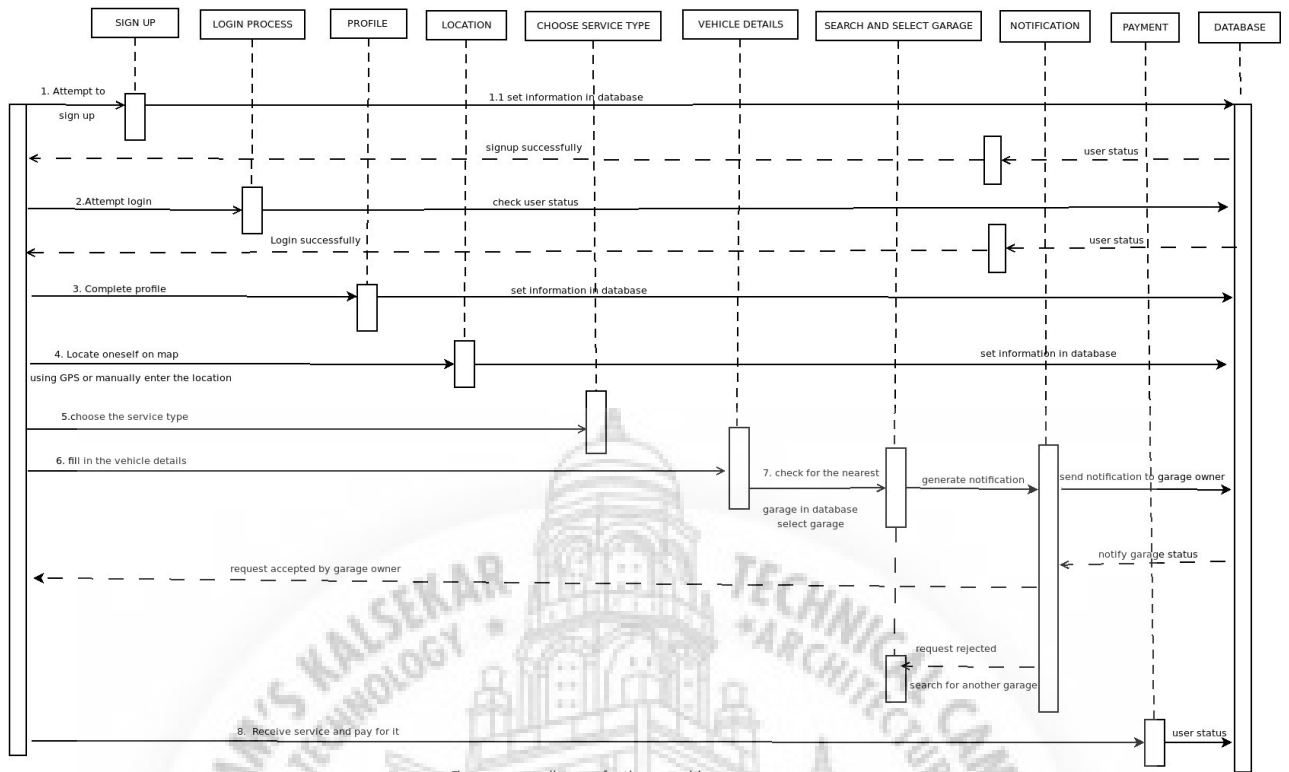 SIGN UP
LOGIN PROCESS
PROFILE
LOCATION
CHOOSE SERVICE TYPE
VEHICLE DETAILS
SEARCH AND SELECT GARAGE
NOTIFICATION
PAYMENT
DATABASE
1. Attempt to
sign up
1.1 set information in database
signup successfully
user status
2.Attempt login
check user status
Login successfully
user status
3. Complete profile
set information in database
4. Locate oneself on map
using GPS or manually enter the location
set information in database
5.choose the service type
6. fill in the vehicle details
7. check for the nearest
garage in database
select garage
generate notification
send notification to garage owner
notify garage status
request accepted by garage owner
request rejected
search for another garage
8. Receive service and pay for it
user status
KALSEKAR
TECHNICAL
TECHNOLOGY
ARCHITECTURE